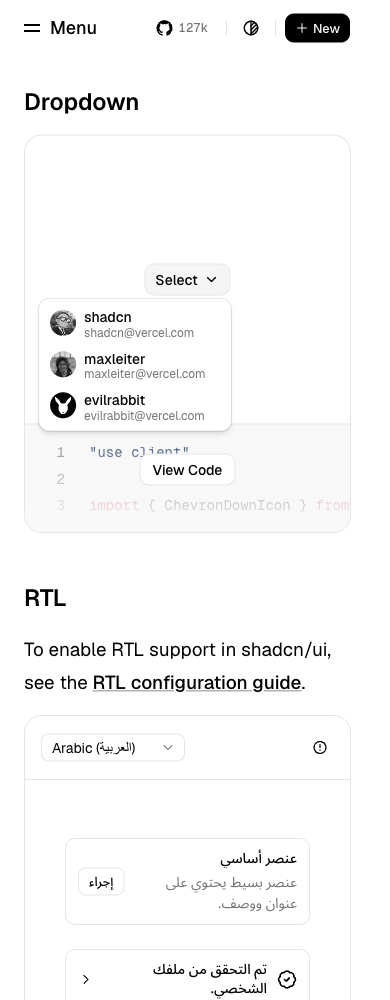 Menu
127k
New
Dropdown
Select
shadcn
shadcn@vercel.com
maxleiter
maxleiter@vercel.com
evilrabbit
evilrabbit@vercel.com
1 "use client"
2
View Code
3 import { ChevronDownIcon } from
RTL
To enable RTL support in shadcn/ui,
see the RTL configuration guide.
Arabic (العربية)
عنصر أساسي
عنصر بسيط يحتوي على
عنوان ووصف.
إجراء
تم التحقق من ملفك
الشخصي.